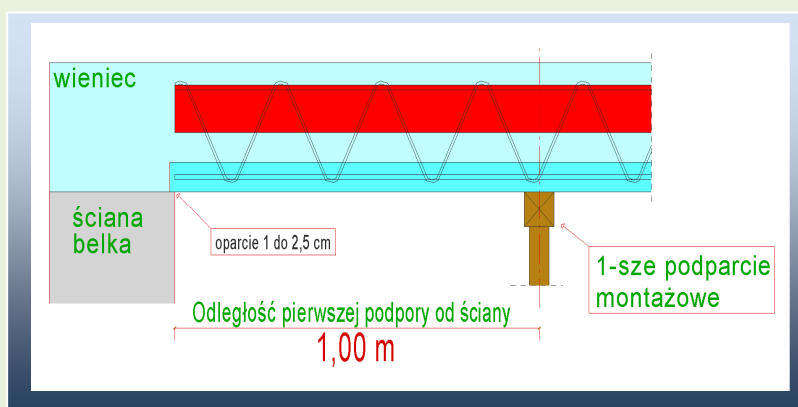 wieniec
ściana
belka
oparcie 1 do 2,5 cm
1-sze podparcie
montażowe
Odległość pierwszej podpory od ściany
1,00 m